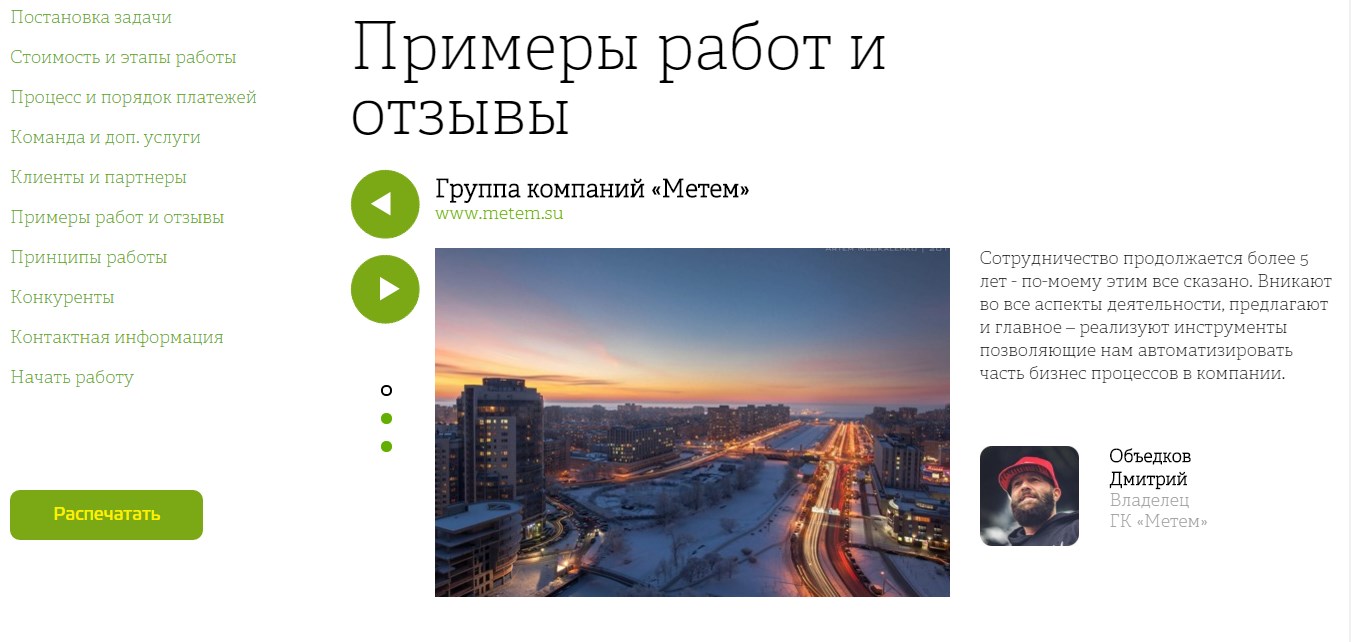 Постановка задачи
Стоимость и этапы работы
Процесс и порядок платежей
Команда и доп. услуги
Клиенты и партнеры
Примеры работ и отзывы
Принципы работы
Конкуренты
Контактная информация
Начать работу
Распечатать
Примеры работ и
отзывы
Группа компаний «Метем»
www.metem.su
Сотрудничество продолжается более 5
лет - по-моему этим все сказано. Вникают
во все аспекты деятельности, предлагают
и главное – реализуют инструменты
позволяющие нам автоматизировать
часть бизнес процессов в компании.
Объедков
Дмитрий
Владелец
ГК «Метем»